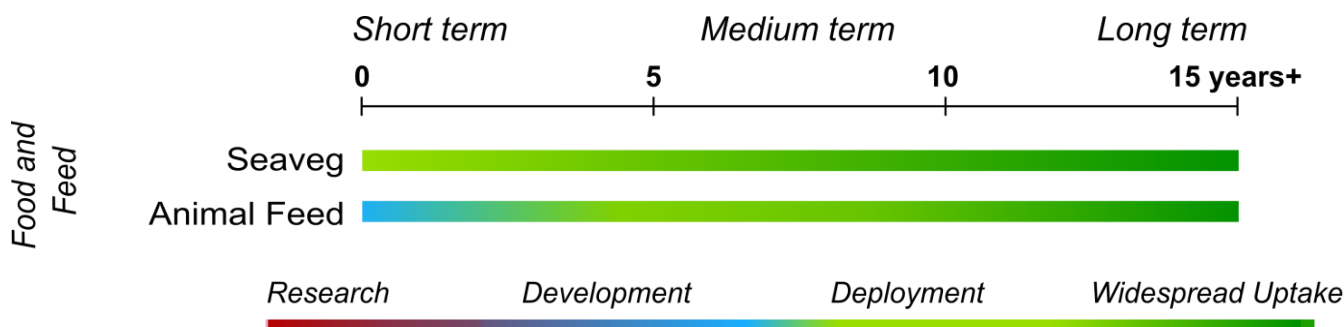 Short term Medium term Long term
0 5 10 15 years+
Food and
Feed
Seaveg
Animal Feed
Research Development Deployment Widespread Uptake